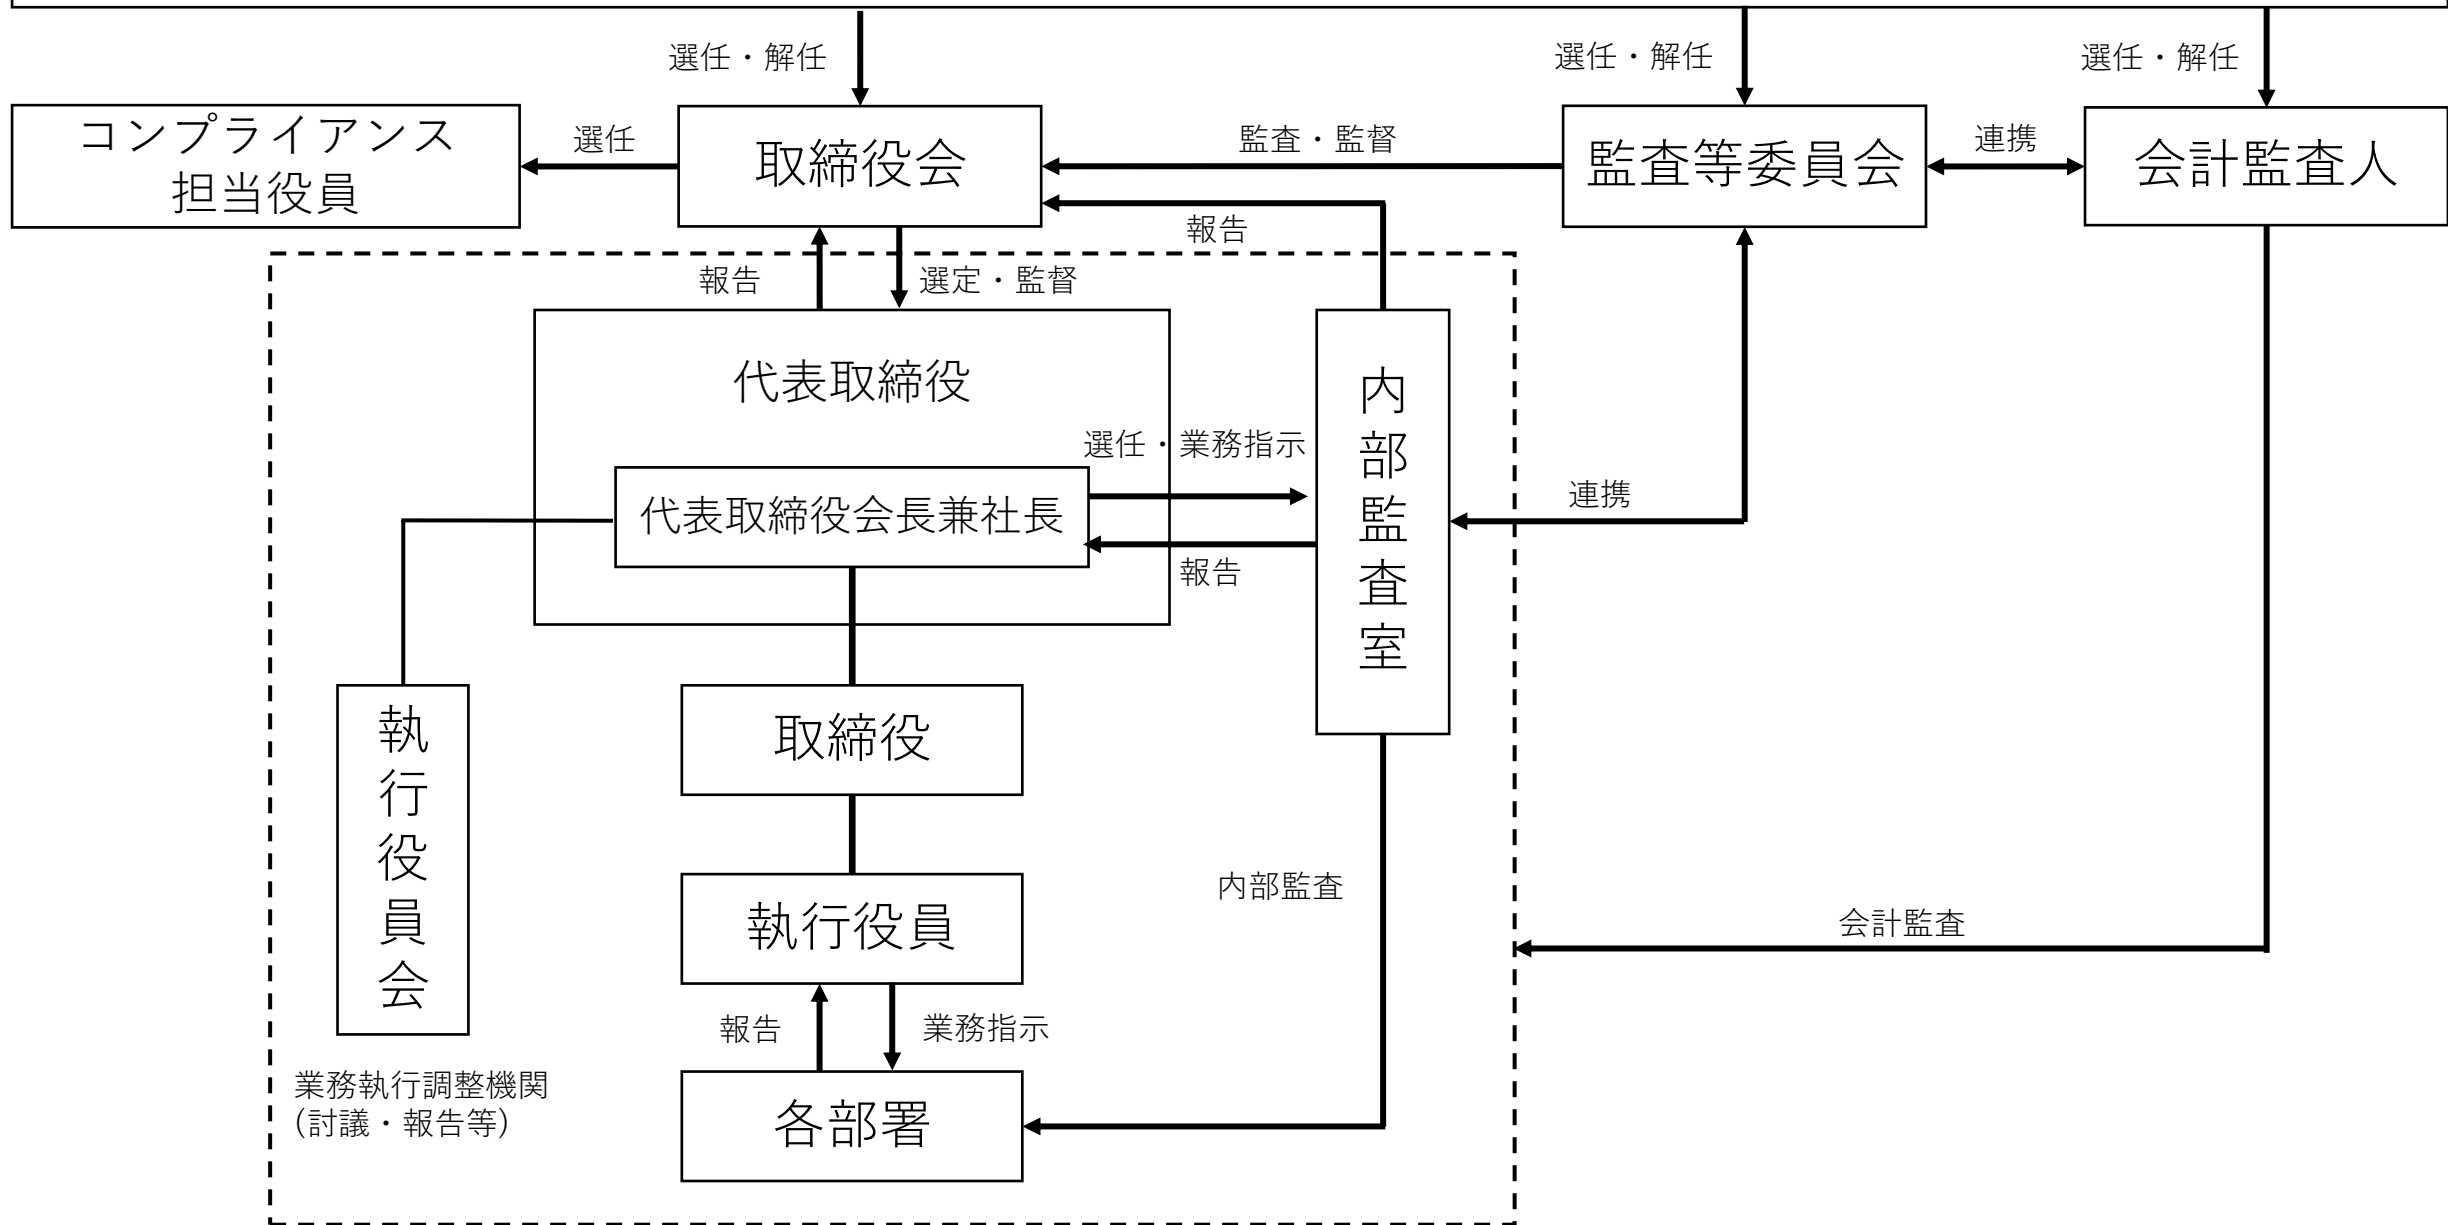 選任・解任
選任・解任
選任・解任
コンプライアンス
担当役員
選任
取締役会
監査・監督
監査等委員会
連携
会計監査人
報告
報告
選定・監督
代表取締役
選任・業務指示
代表取締役会長兼社長
報告
内部監査室
連携
執行役員会
取締役
執行役員
内部監査
会計監査
報告
業務指示
業務執行調整機関
(討議・報告等)
各部署